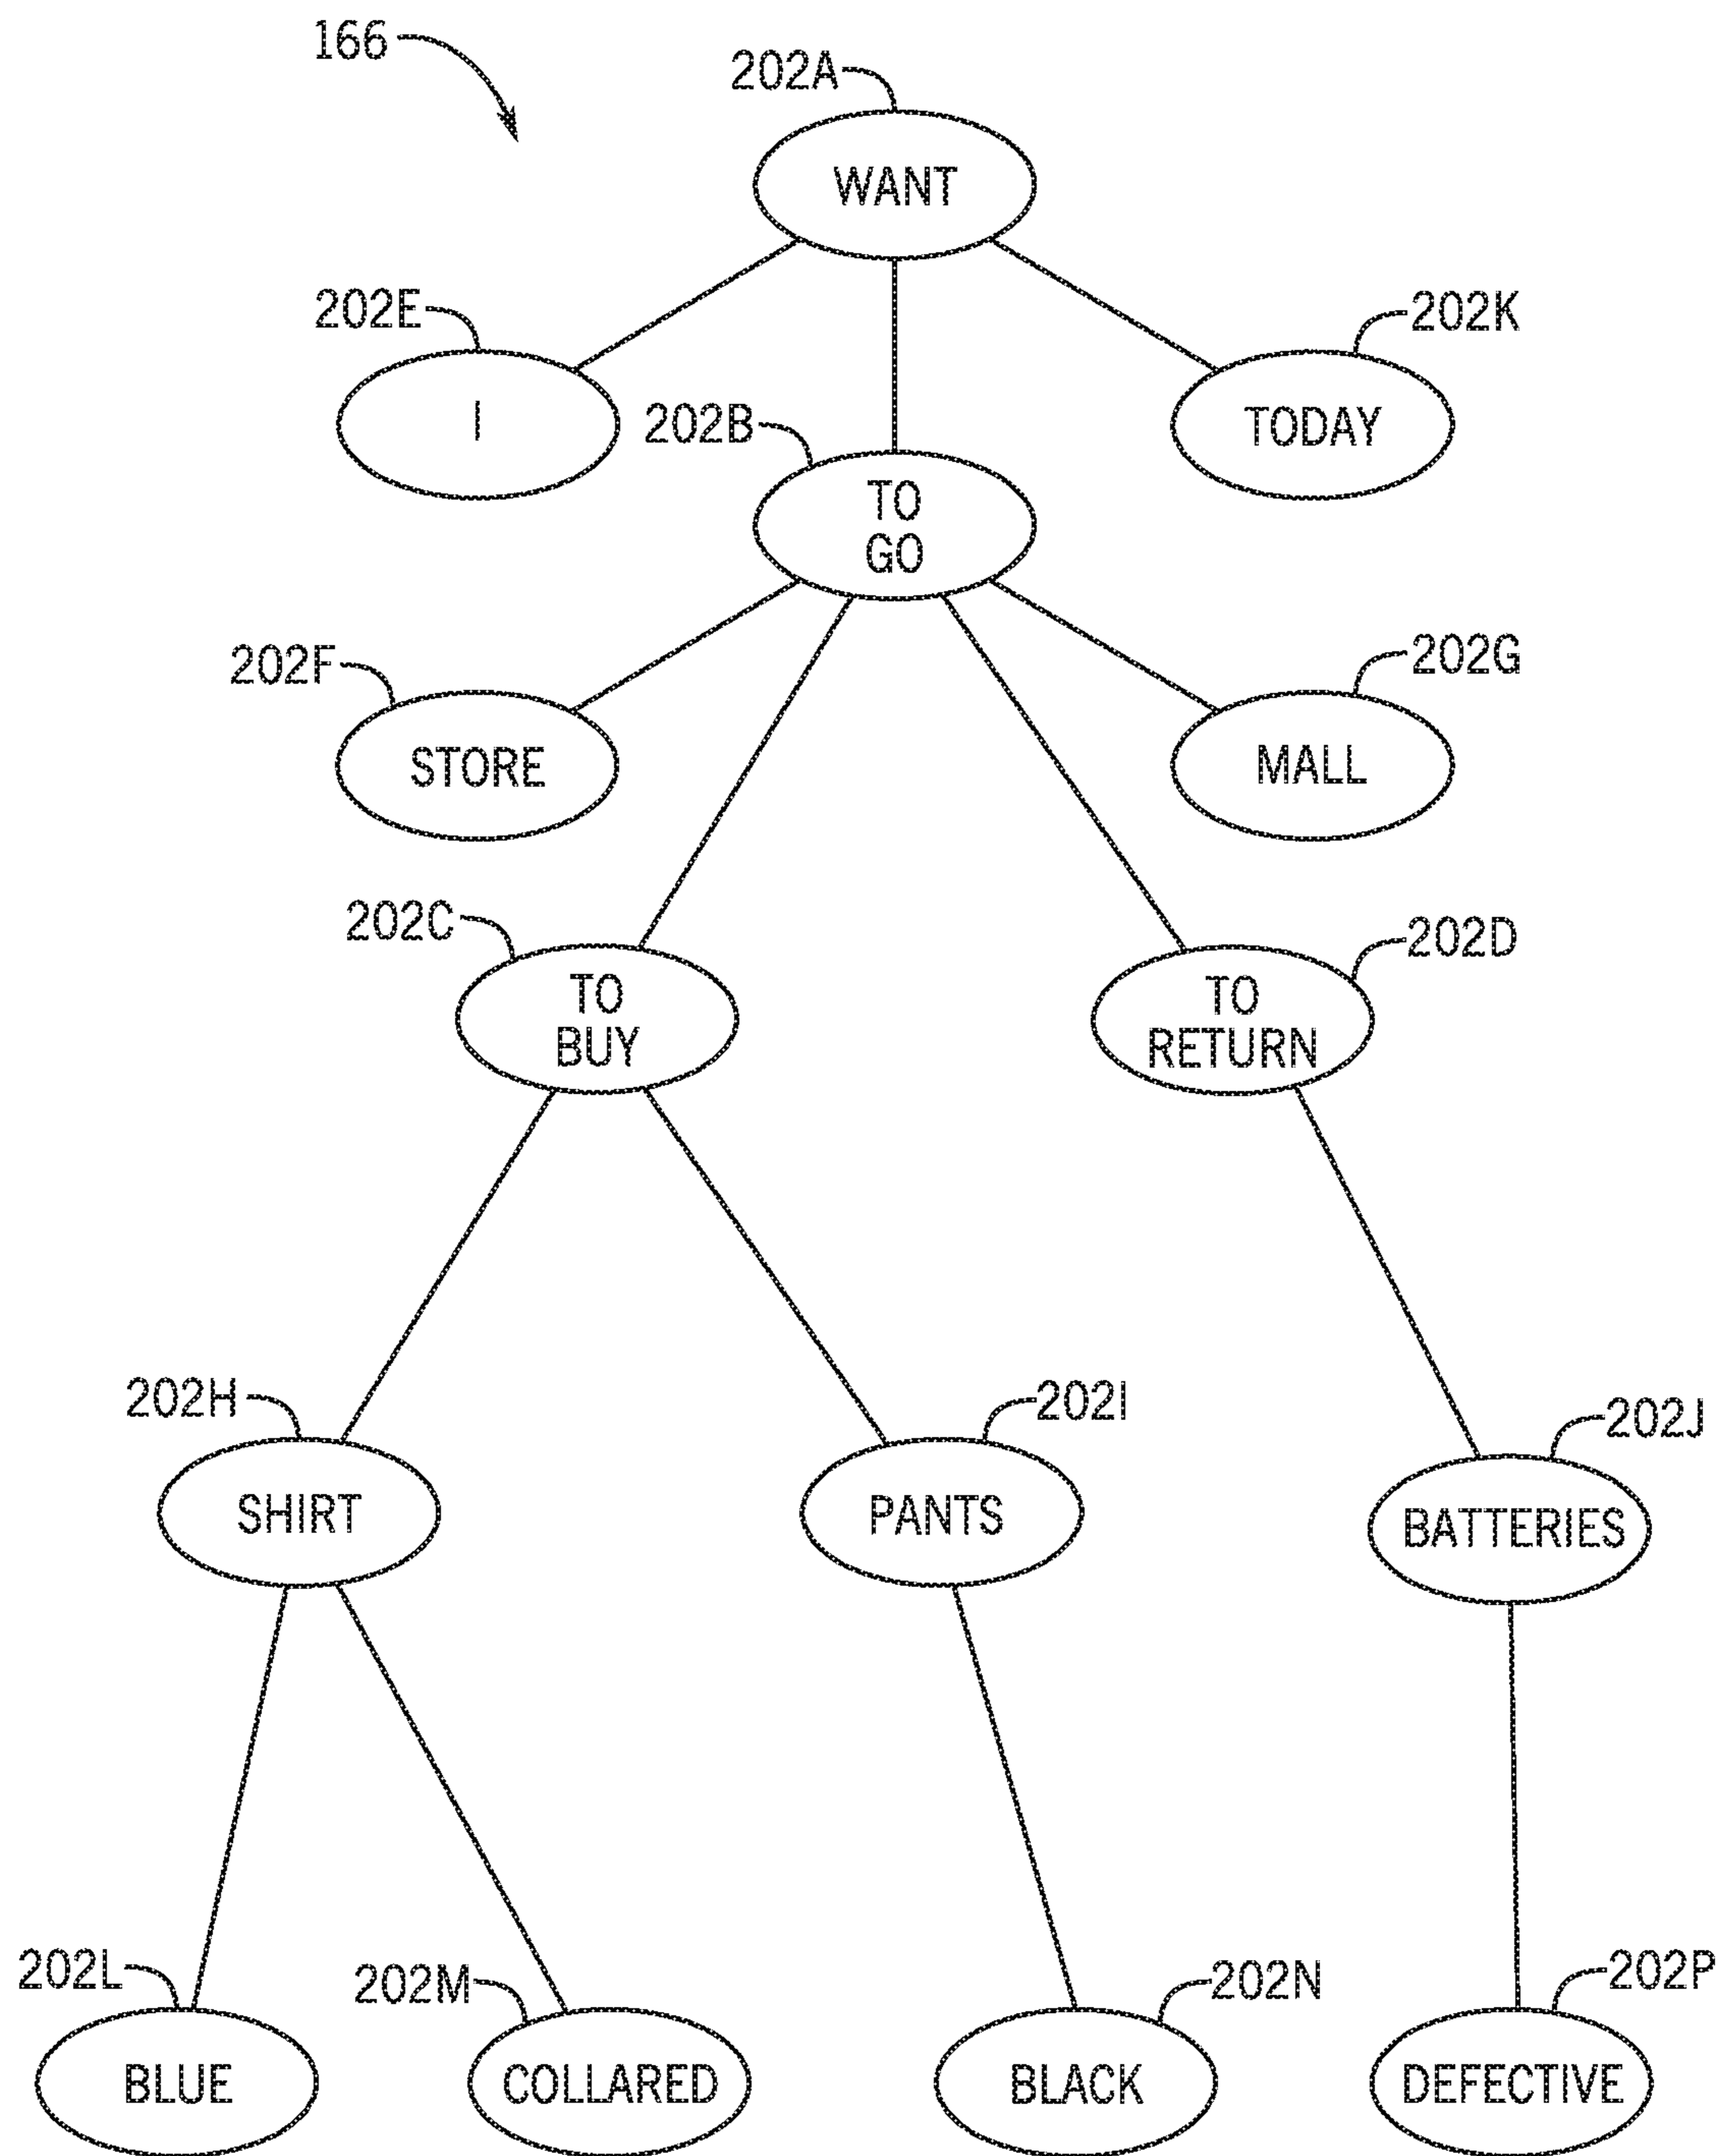 166
202A
WANT
202E
202K
I
202B
TODAY
TO
GO
202F
202G
STORE
MALL
202C
202D
TO
BUY
TO
RETURN
202H
202I
202J
SHIRT
PANTS
BATTERIES
202L
202M
202N
202P
BLUE
COLLARED
BLACK
DEFECTIVE